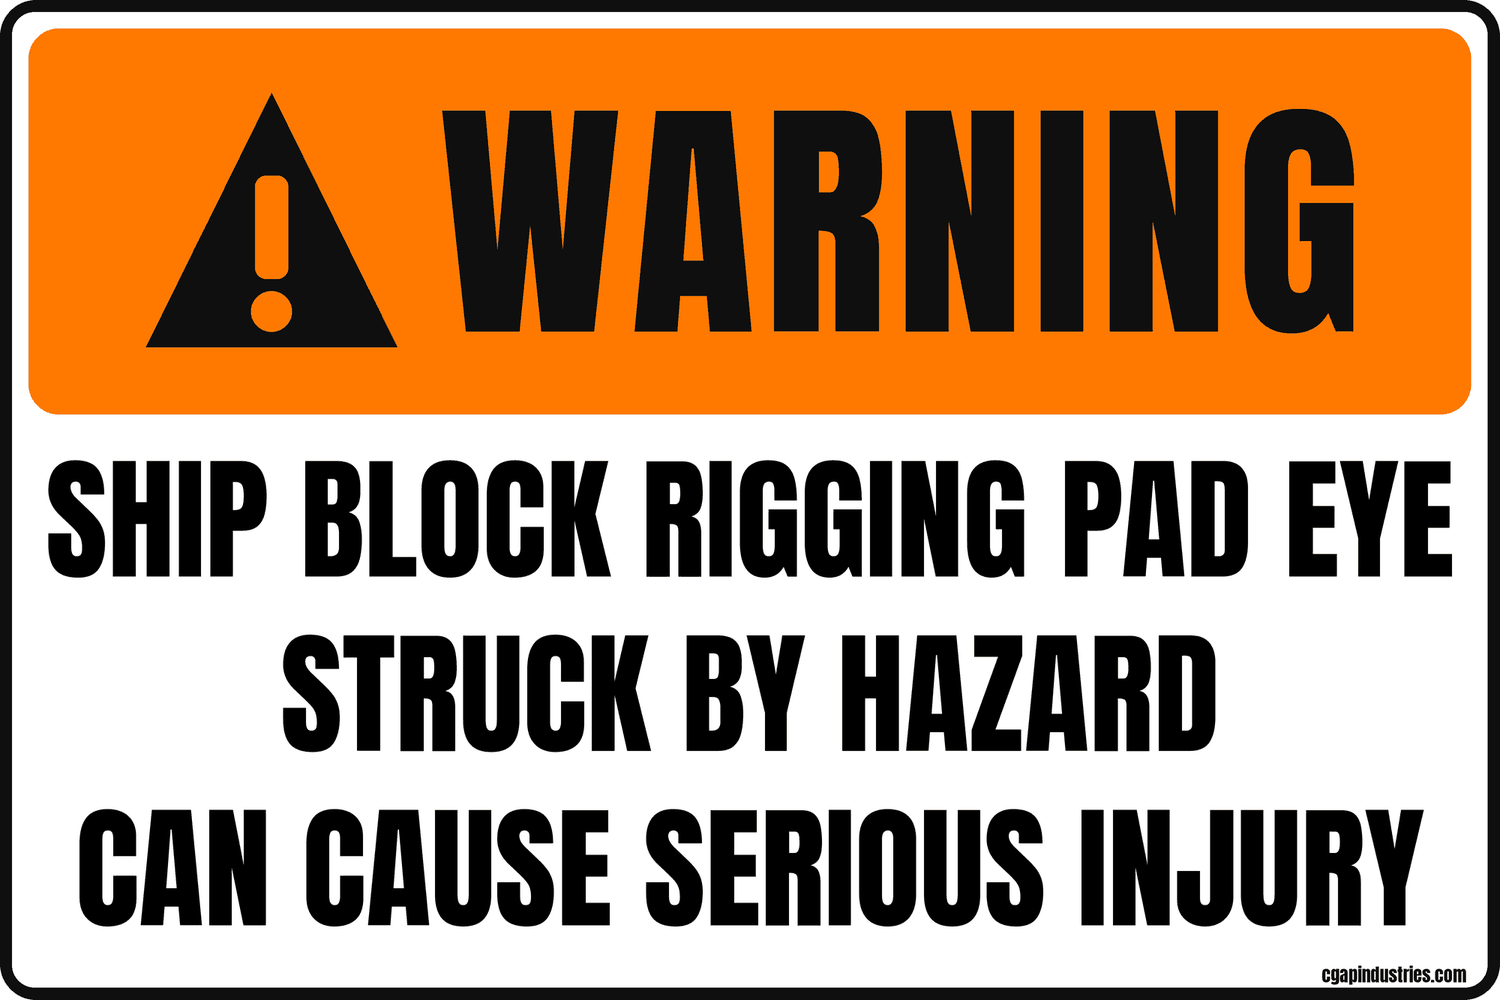 WARNING
SHIP BLOCK RIGGING PAD EYE
STRUCK BY HAZARD
CAN CAUSE SERIOUS INJURY
cgapindustries.com